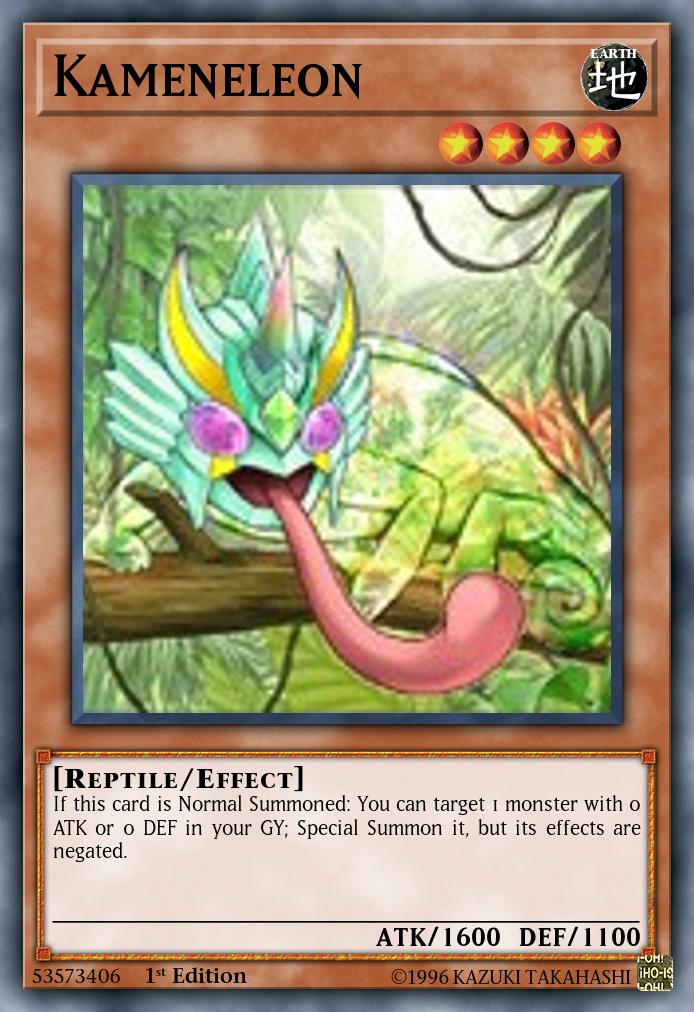 KAMENELEON
EARTH
地
[REPTILE/EFFECT]
If this card is Normal Summoned: You can target 1 monster with 0
ATK or 0 DEF in your GY; Special Summon it, but its effects are
negated.
ATK/1600 DEF/1100
53573406 1st Edition ©1996 KAZUKI TAKAHASHI